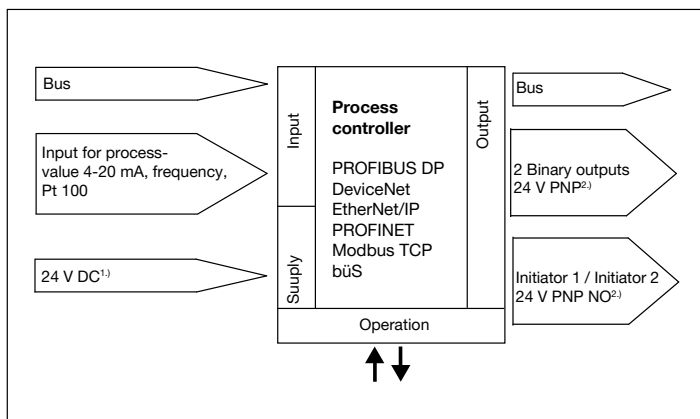 Bus
Input for process-
value 4-20 mA, frequency,
Pt 100
24 V DC1.)
Input
Suuply
Process
controller
PROFIBUS DP
DeviceNet
EtherNet/IP
PROFINET
Modbus TCP
büS
Output
Operation
Bus
2 Binary outputs
24 V PNP2.)
Initiator 1 / Initiator 2
24 V PNP NO2.)